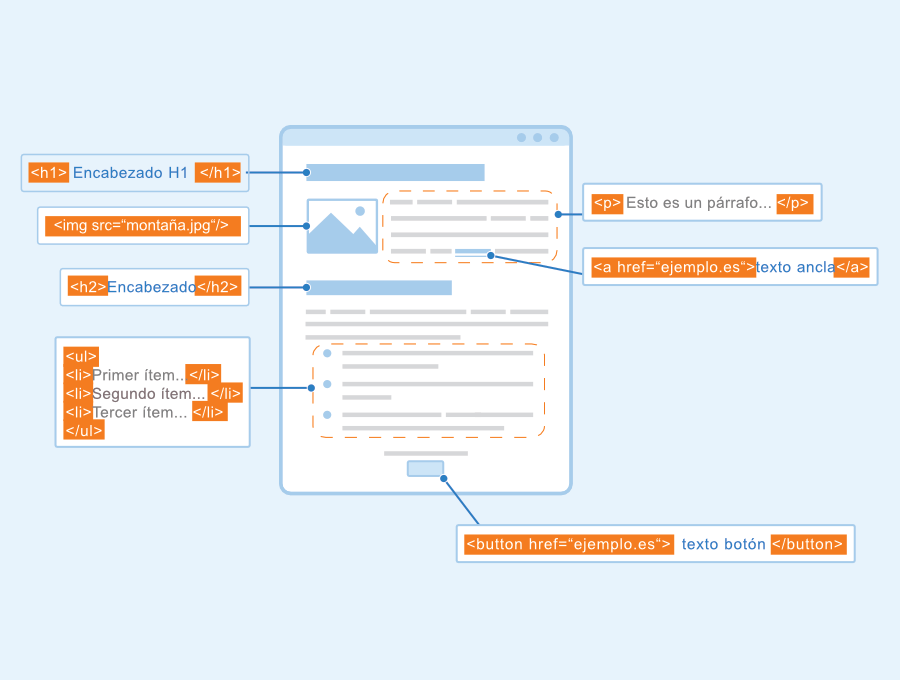 <h1> Encabezado H1 </h1>
<img src=“montaña.jpg“/>
<h2>Encabezado</h2>
<ul>
<li>Primer ítem... </li>
<li>Segundo ítem... </li>
<li>Tercer ítem... </li>
</ul>
<p> Esto es un párrafo... </p>
<a href=“ejemplo.es“>texto ancla</a>
<button href=“ejemplo.es“> texto botón </button>